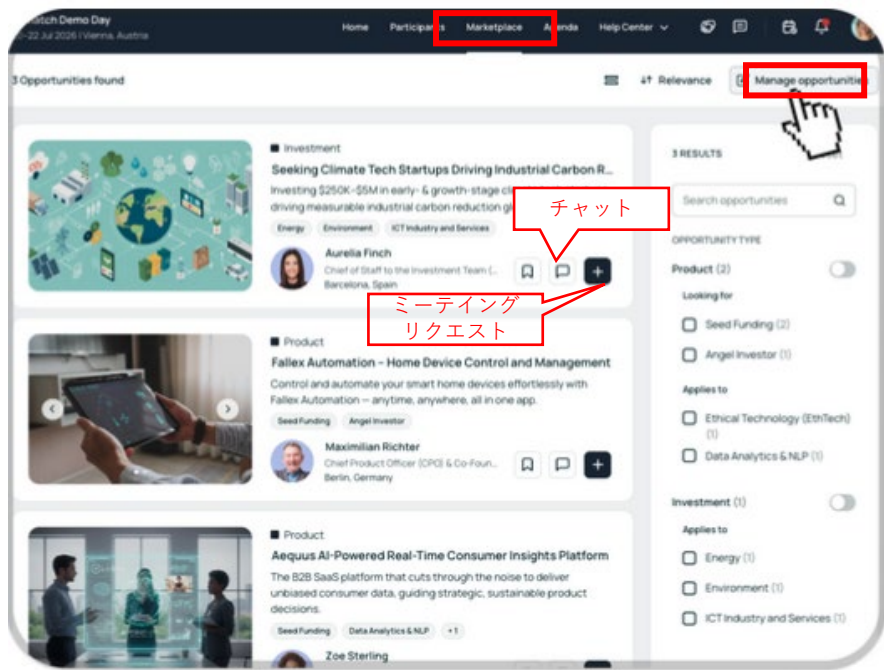 atch Demo Day
-22 Jul 2026 | Vienna, Austria
Home Participants Marketplace Agenda Help Center
3 Opportunities found
Relevance
Manage opportunities
Investment
Seeking Climate Tech Startups Driving Industrial Carbon R...
Investing $250K-$5M in early- & growth-stage
driving measurable industrial carbon reduction
Energy Environment ICT Industry and Services
チャット
Aurelia Finch
Chief of Staff to the Investment Team (..
Barcelona, Spain
ミーテイング
リクエスト
Product
Fallex Automation – Home Device Control and Management
Control and automate your smart home devices effortlessly with
Fallex Automation — anytime, anywhere, all in one app.
Seed Funding Angel Investor
Maximilian Richter
Chief Product Officer (CPO) & Co-Foun...
Berlin, Germany
Product
Aequus AI-Powered Real-Time Consumer Insights Platform
The B2B SaaS platform that cuts through the noise to deliver
unbiased consumer data, guiding strategic, sustainable product
decisions.
Seed Funding Data Analytics & NLP +1
Zoe Sterling
3 RESULTS
Search opportunities
OPPORTUNITY TYPE
Product (2)
Looking for
Seed Funding (2)
Angel Investor (1)
Applies to
Ethical Technology (EthTech)
(1)
Data Analytics & NLP (1)
Investment (1)
Applies to
Energy (1)
Environment (1)
ICT Industry and Services (1)